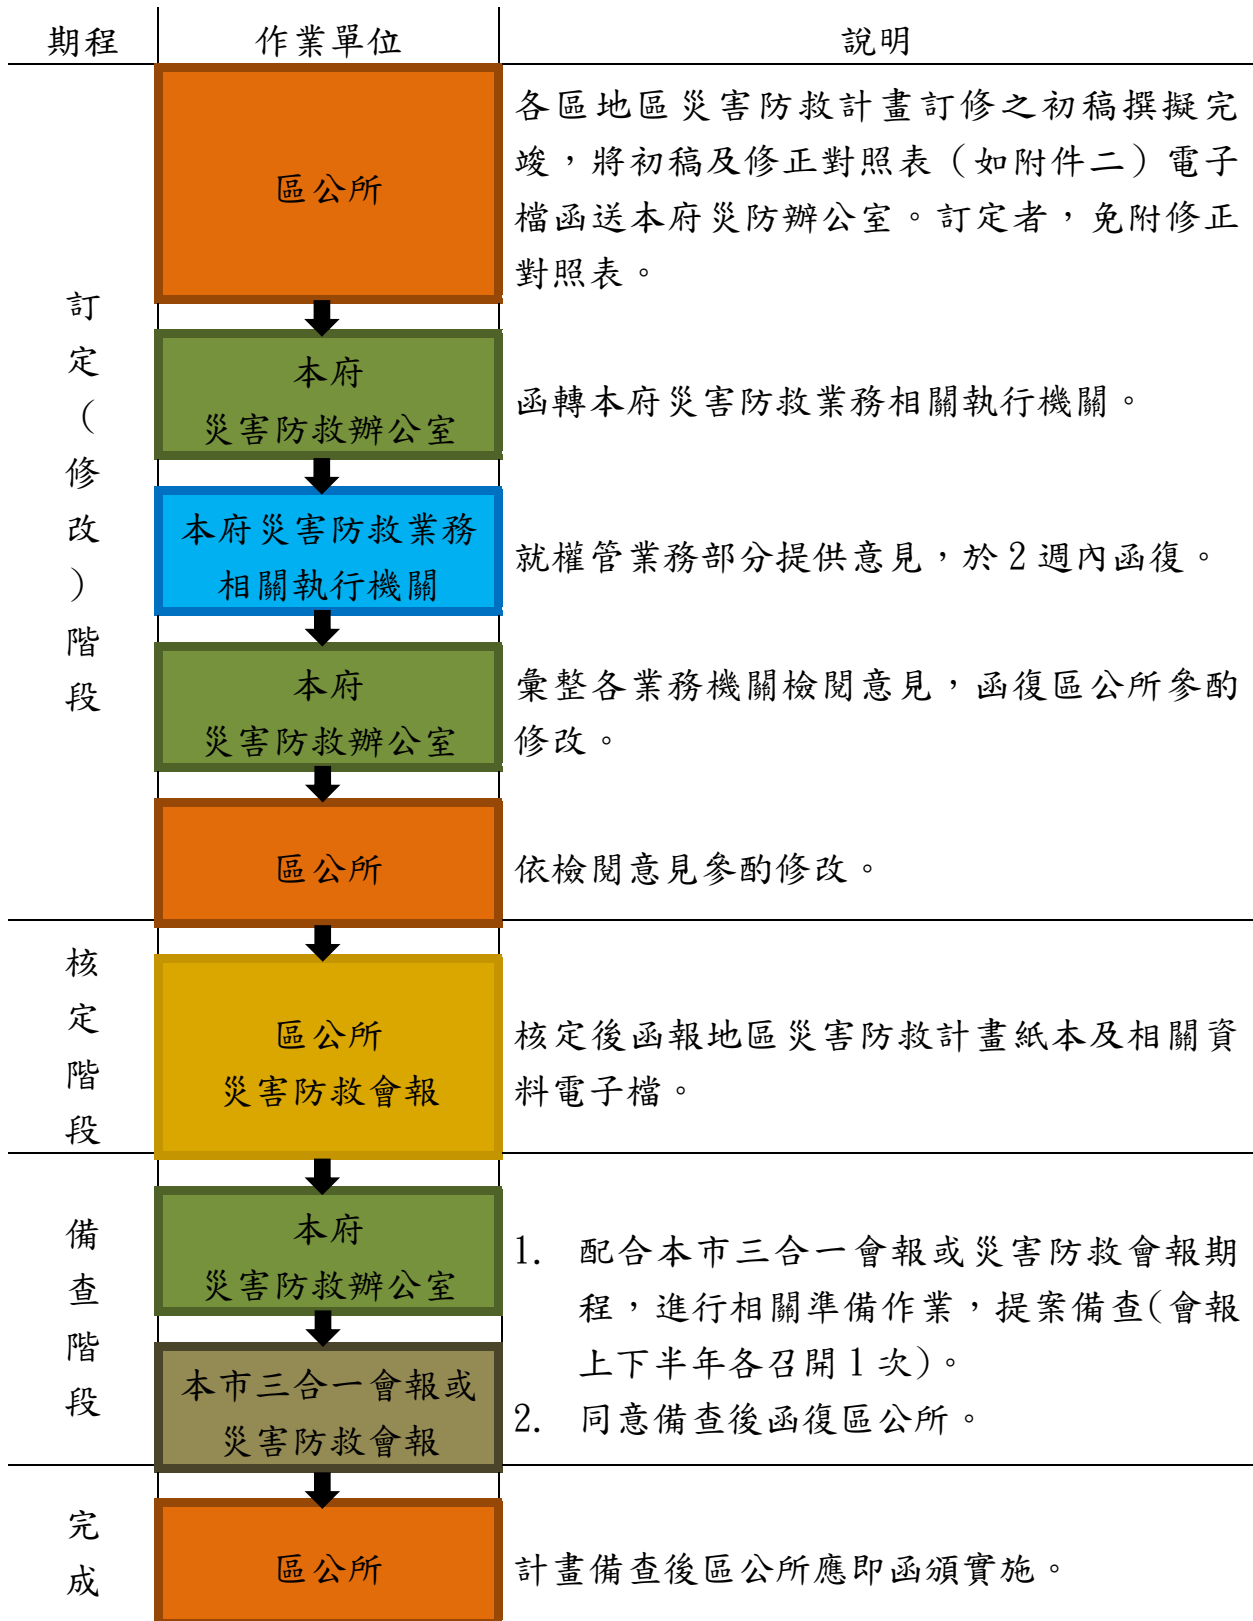 期程
作業單位
說明
訂定(修改)階段
區公所
各區地區災害防救計畫訂修之初稿撰擬完
竣，將初稿及修正對照表（如附件二）電子
檔函送本府災防辦公室。訂定者，免附修正
對照表。
本府
災害防救辦公室
函轉本府災害防救業務相關執行機關。
本府災害防救業務
相關執行機關
就權管業務部分提供意見，於2週內函復。
本府
災害防救辦公室
彙整各業務機關檢閱意見，函復區公所參酌
修改。
區公所
依檢閱意見參酌修改。
核定階段
區公所
災害防救會報
核定後函報地區災害防救計畫紙本及相關資
料電子檔。
備查階段
本府
災害防救辦公室
本市三合一會報或
災害防救會報
1. 配合本市三合一會報或災害防救會報期
程，進行相關準備作業，提案備查(會報
上下半年各召開1次)。
2. 同意備查後函復區公所。
完成
區公所
計畫備查後區公所應即函頒實施。